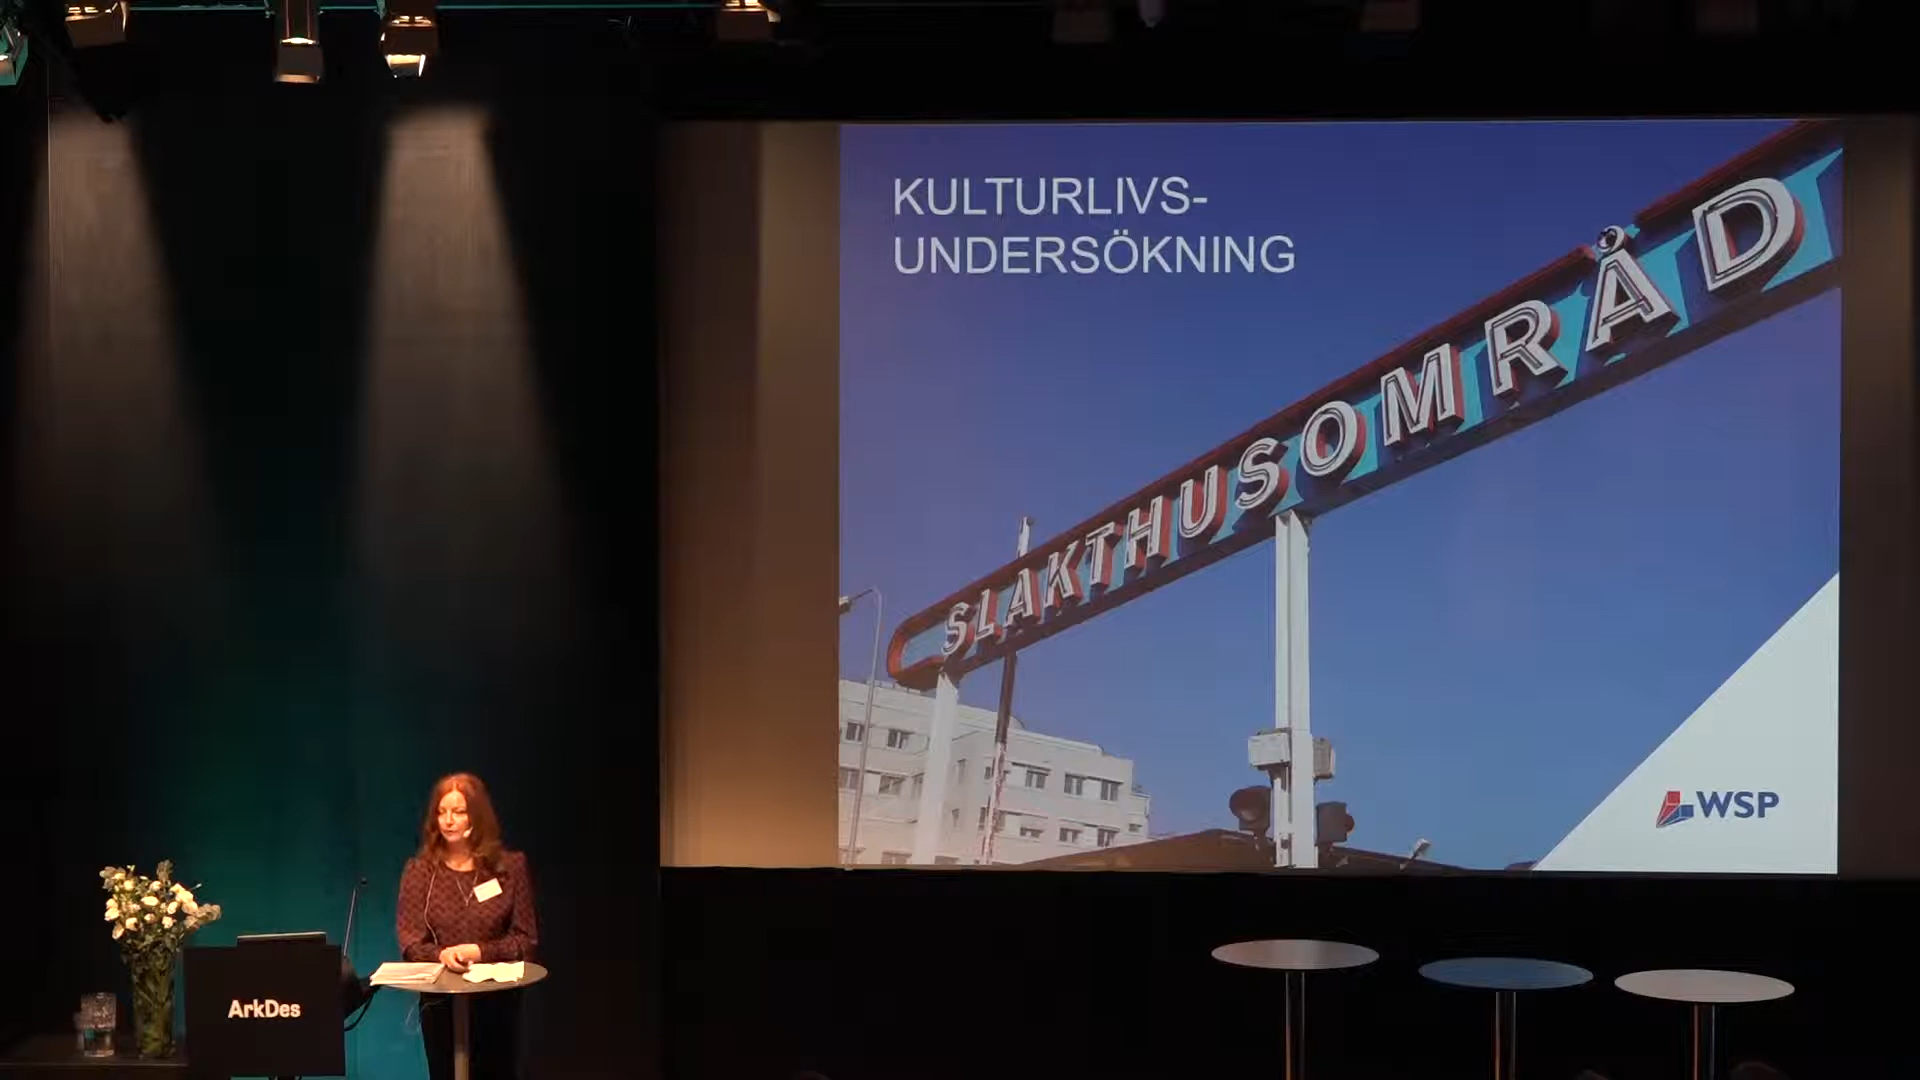 KULTURLIVS-
UNDERSÖKNING
SLAKTHUSOMRÅD
WSP
ArkDes